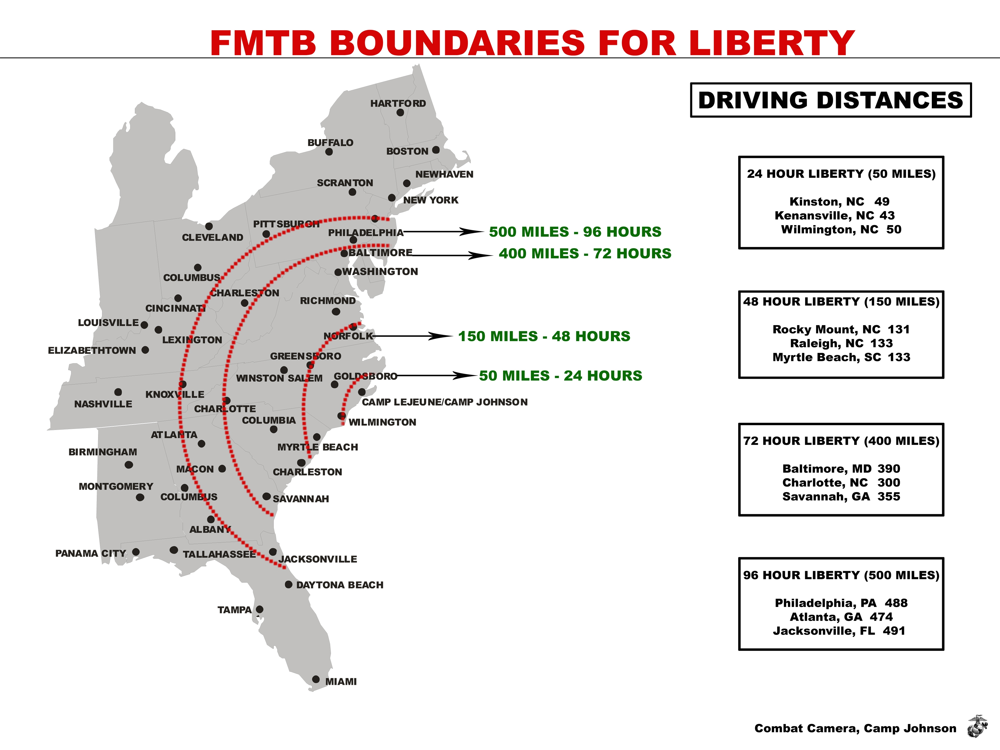 FMTB BOUNDARIES FOR LIBERTY
DRIVING DISTANCES
HARTFORD
BUFFALO
BOSTON
NEWHAVEN
SCRANTON
NEW YORK
PITTSBURGH
CLEVELAND
PHILADELPHIA
500 MILES - 96 HOURS
BALTIMORE
400 MILES - 72 HOURS
WASHINGTON
COLUMBUS
CHARLESTON
RICHMOND
CINCINNATI
LOUISVILLE
LEXINGTON
NORFOLK
150 MILES - 48 HOURS
ELIZABETHTOWN
GREENSBORO
WINSTON SALEM
GOLDSBORO
50 MILES - 24 HOURS
KNOXVILLE
NASHVILLE
CAMP LEJEUNE/CAMP JOHNSON
CHARLOTTE
COLUMBIA
WILMINGTON
ATLANTA
MYRTLE BEACH
BIRMINGHAM
MACON
CHARLESTON
MONTGOMERY
COLUMBUS
SAVANNAH
ALBANY
PANAMA CITY
TALLAHASSEE
JACKSONVILLE
DAYTONA BEACH
TAMPA
MIAMI
24 HOUR LIBERTY (50 MILES)
Kinston, NC 49
Kenansville, NC 43
Wilmington, NC 50
48 HOUR LIBERTY (150 MILES)
Rocky Mount, NC 131
Raleigh, NC 133
Myrtle Beach, SC 133
72 HOUR LIBERTY (400 MILES)
Baltimore, MD 390
Charlotte, NC 300
Savannah, GA 355
96 HOUR LIBERTY (500 MILES)
Philadelphia, PA 488
Atlanta, GA 474
Jacksonville, FL 491
Combat Camera, Camp Johnson